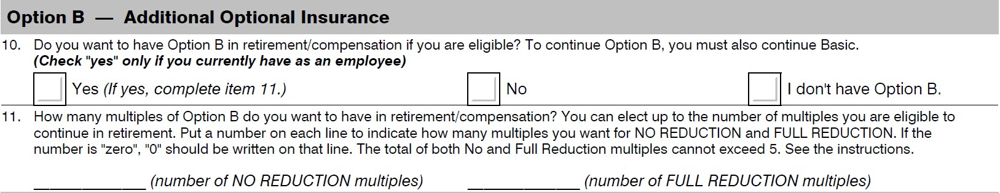 Option B — Additional Optional Insurance
10. Do you want to have Option B in retirement/compensation if you are eligible? To continue Option B, you must also continue Basic.
(Check "yes" only if you currently have as an employee)
Yes (If yes, complete item 11.) No I don't have Option B.
11. How many multiples of Option B do you want to have in retirement/compensation? You can elect up to the number of multiples you are eligible to
continue in retirement. Put a number on each line to indicate how many multiples you want for NO REDUCTION and FULL REDUCTION. If the
number is "zero", "0" should be written on that line. The total of both No and Full Reduction multiples cannot exceed 5. See the instructions.
(number of NO REDUCTION multiples) (number of FULL REDUCTION multiples)